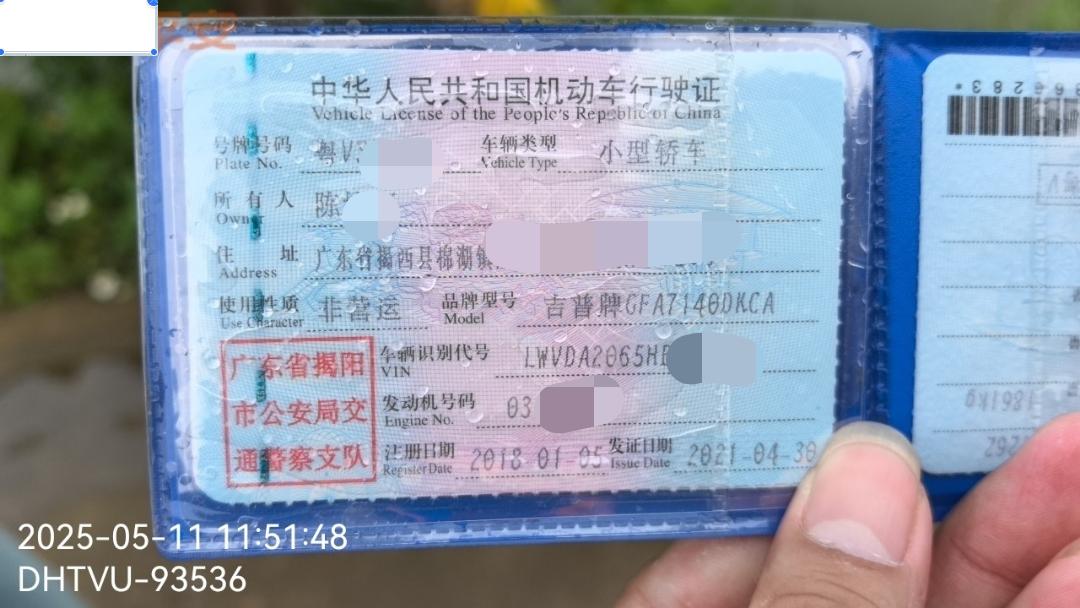 平安
中华人民共和国机动车行驶证
Vehicle License of the People's Republic of China
号牌号码 粤V 车辆类型 小型轿车
Plate No. Vehicle Type
所有人 陈
Owner
住址 广东省揭西县棉湖镇
Address
使用性质 非营运 品牌型号 吉普牌GFA7140DKCA
Use Character Model
广东省揭阳
市公安局交
通警察支队
车辆识别代号 LWVDA2065HE
VIN
发动机号码 03
Engine No.
注册日期 2018-01-05 发证日期 2021-04-30
Register Date Issue Date
2025-05-11 11:51:48
DHTVU-93536